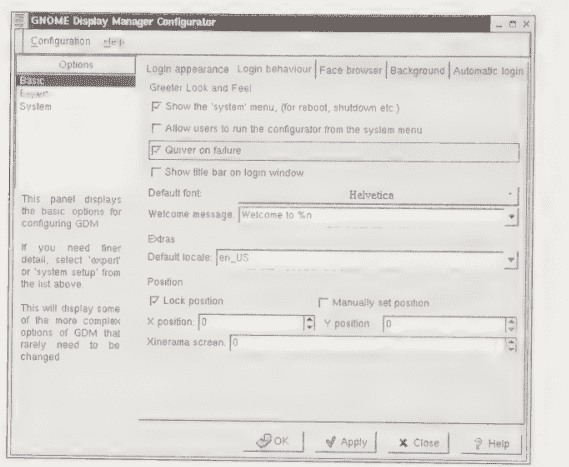 GNOME Display Manager Configurator
Configuration Help
Options
Basic
Expert
System
This panel displays
the basic options for
configuring GDM
If you need finer
detail, select 'expert'
or 'system setup' from
the list above.
This will display some
of the more complex
options of GDM that
rarely need to be
changed
Login appearance Login behaviour Face browser Background Automatic login
Greeter Look and Feel
Show the 'system' menu, (for reboot, shutdown etc.)
Allow users to run the configurator from the system menu
Quiver on failure
Show title bar on login window
Default font: Helvetica
Welcome message: Welcome to %n
Extras
Default locale: en_US
Position
Lock position Manually set position
X position: 0 Y position 0
Xinerama screen: 0
OK Apply Close Help